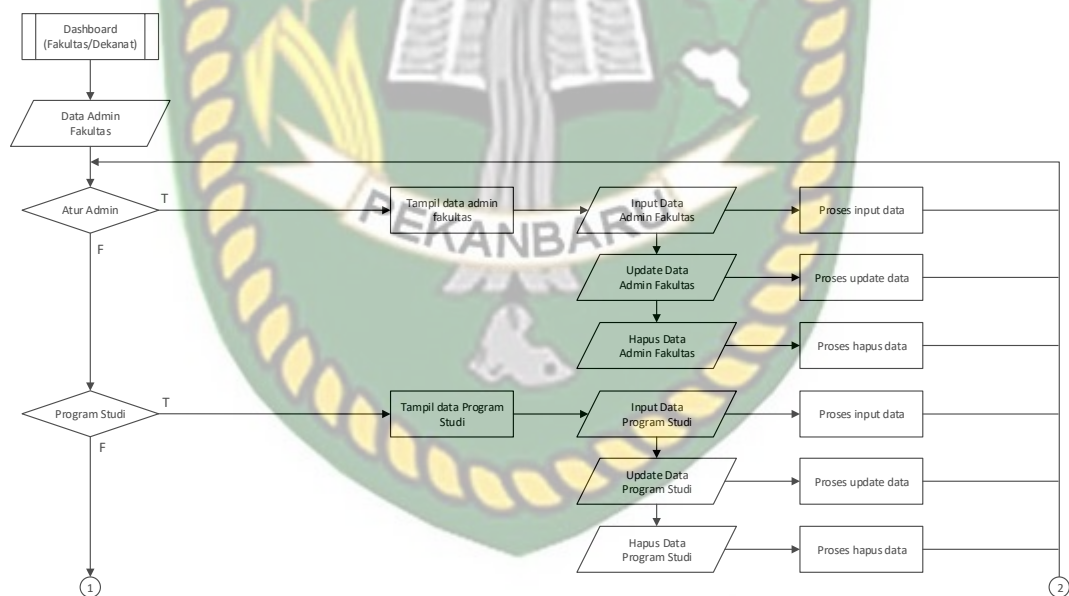 Dashboard
(Fakultas/Dekanat)
Data Admin
Fakultas
Atur Admin
T
F
Tampil data admin
fakultas
Input Data
Admin Fakultas
Proses input data
PEKANBARU
Update Data
Admin Fakultas
Proses update data
Hapus Data
Admin Fakultas
Proses hapus data
Program Studi
T
F
Tampil data Program
Studi
Input Data
Program Studi
Proses input data
Update Data
Program Studi
Proses update data
Hapus Data
Program Studi
Proses hapus data
1
2